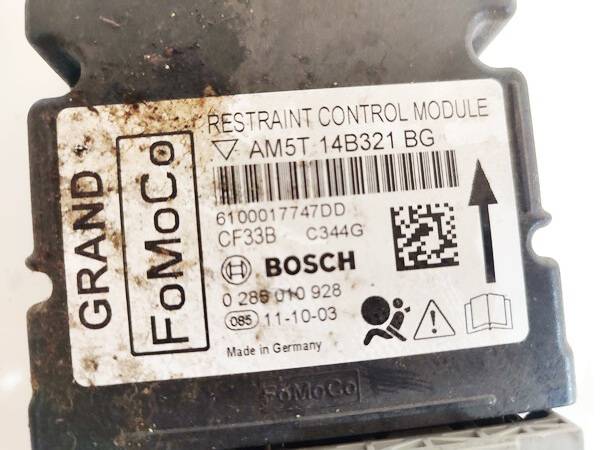 RESTRAINT CONTROL MODULE
AM5T 14B321 BG
6100017747DD
CF33B C344G
BOSCH
0 285 010 928
085 11-10-03
Made in Germany
GRAND
FoMoCo
FoMoCo